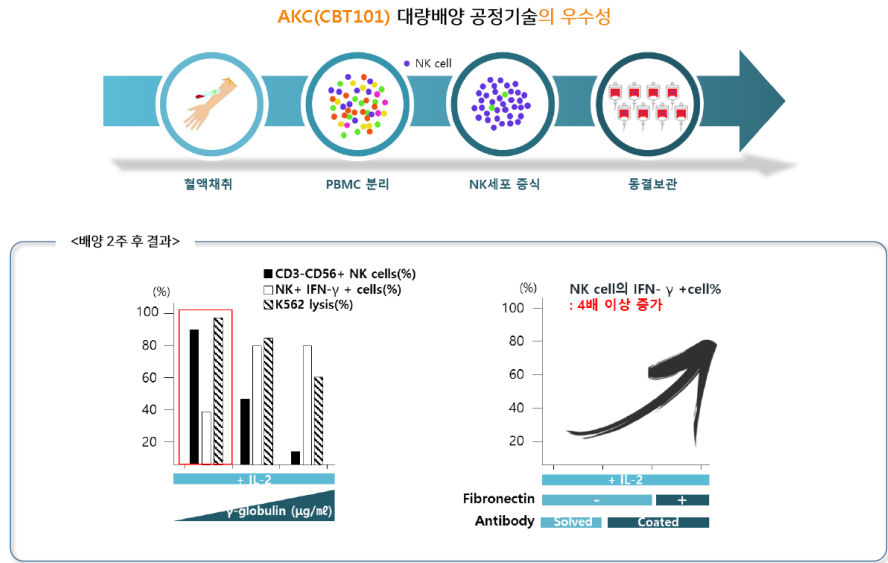 AKC(CBT101) 대량배양 공정기술의 우수성
NK cell
혈액채취
PBMC 분리
NK세포 증식
동결보관
<배양 2주 후 결과>
CD3-CD56+ NK cells(%)
NK+ IFN-γ + cells(%)
K562 lysis(%)
(%)
100
80
60
40
20
+ IL-2
γ-globulin (μg/㎖)
NK cell의 IFN- γ +cell%
: 4배 이상 증가
(%)
100
80
60
40
20
+ IL-2
Fibronectin - +
Antibody Solved Coated